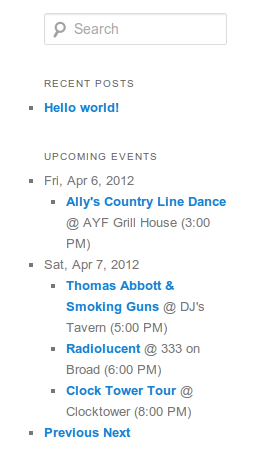 Search
RECENT POSTS
Hello world!
UPCOMING EVENTS
Fri, Apr 6, 2012
Ally's Country Line Dance
@ AYF Grill House (3:00
PM)
Sat, Apr 7, 2012
Thomas Abbott &
Smoking Guns @ DJ's
Tavern (5:00 PM)
Radiolucent @ 333 on
Broad (6:00 PM)
Clock Tower Tour @
Clocktower (8:00 PM)
Previous Next